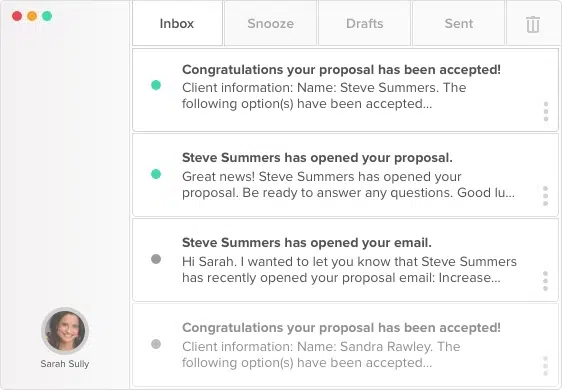 Inbox
Snooze
Drafts
Sent
Congratulations your proposal has been accepted!
Client information: Name: Steve Summers. The
following option(s) have been accepted...
Steve Summers has opened your proposal.
Great news! Steve Summers has opened your
proposal. Be ready to answer any questions. Good lu...
Steve Summers has opened your email.
Hi Sarah. I wanted to let you know that Steve Summers
has recently opened your proposal email: Increase...
Congratulations your proposal has been accepted!
Client information: Name: Sandra Rawley. The
following option(s) have been accepted...
Sarah Sully